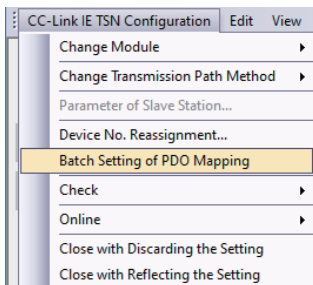 CC-Link IE TSN Configuration Edit View
Change Module
Change Transmission Path Method
Parameter of Slave Station...
Device No. Reassignment...
Batch Setting of PDO Mapping
Check
Online
Close with Discarding the Setting
Close with Reflecting the Setting